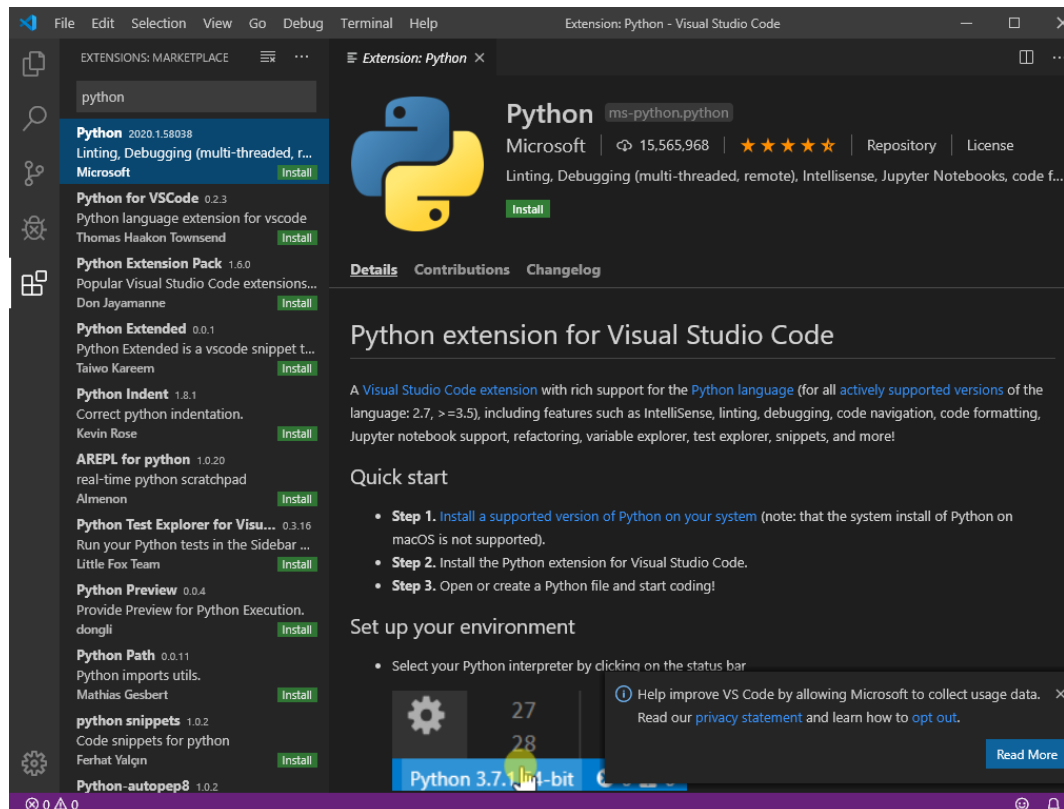 File Edit Selection View Go Debug Terminal Help Extension: Python - Visual Studio Code
EXTENSIONS: MARKETPLACE
python
Python 2020.1.58038
Linting, Debugging (multi-threaded, r...
Microsoft Install
Python for VSCode 0.2.3
Python language extension for vscode
Thomas Haakon Townsend Install
Python Extension Pack 1.6.0
Popular Visual Studio Code extensions...
Don Jayamanne Install
Python Extended 0.0.1
Python Extended is a vscode snippet t...
Taiwo Kareem Install
Python Indent 1.8.1
Correct python indentation.
Kevin Rose Install
AREPL for python 1.0.20
real-time python scratchpad
Almenon Install
Python Test Explorer for Visu... 0.3.16
Run your Python tests in the Sidebar ...
Little Fox Team Install
Python Preview 0.0.4
Provide Preview for Python Execution.
dongli Install
Python Path 0.0.11
Python imports utils.
Mathias Gesbert Install
python snippets 1.0.2
Code snippets for python
Ferhat Yalçın Install
Python-autopep8 1.0.2
Extension: Python
Python ms-python.python
Microsoft 15,565,968 Repository License
Linting, Debugging (multi-threaded, remote), Intellisense, Jupyter Notebooks, code f...
Install
Details Contributions Changelog
Python extension for Visual Studio Code
A Visual Studio Code extension with rich support for the Python language (for all actively supported versions of the
language: 2.7, >=3.5), including features such as IntelliSense, linting, debugging, code navigation, code formatting,
Jupyter notebook support, refactoring, variable explorer, test explorer, snippets, and more!
Quick start
• Step 1. Install a supported version of Python on your system (note: that the system install of Python on
macOS is not supported).
• Step 2. Install the Python extension for Visual Studio Code.
• Step 3. Open or create a Python file and start coding!
Set up your environment
• Select your Python interpreter by clicking on the status bar
27
28
Python 3.7.1 4-bit
Help improve VS Code by allowing Microsoft to collect usage data.
Read our privacy statement and learn how to opt out.
Read More
0 0